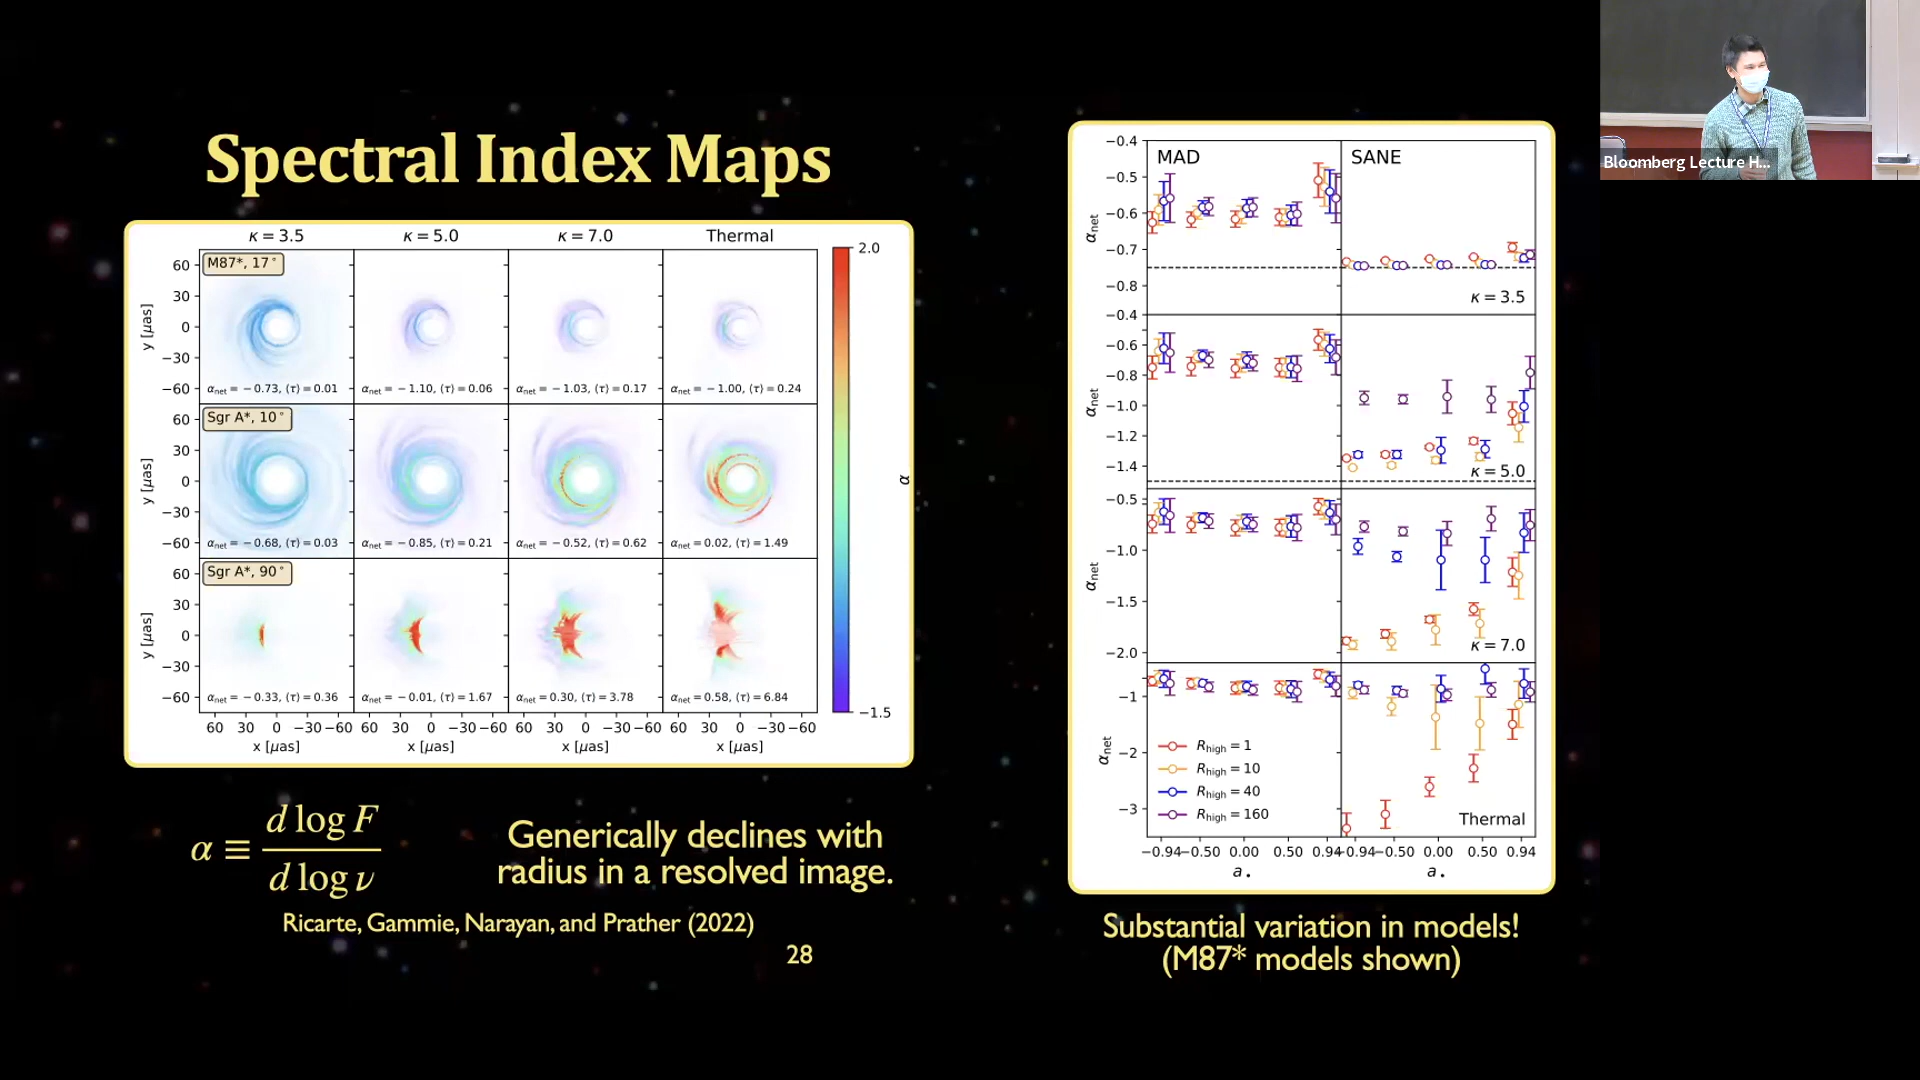 Spectral Index Maps
κ = 3.5 κ = 5.0 κ = 7.0 Thermal
M87*, 17°
60
30
0
−30
−60
y [μas]
α_net = −0.73, ⟨τ⟩ = 0.01
α_net = −1.10, ⟨τ⟩ = 0.06
α_net = −1.03, ⟨τ⟩ = 0.17
α_net = −1.00, ⟨τ⟩ = 0.24
Sgr A*, 10°
60
30
0
−30
−60
y [μas]
α_net = −0.68, ⟨τ⟩ = 0.03
α_net = −0.85, ⟨τ⟩ = 0.21
α_net = −0.52, ⟨τ⟩ = 0.62
α_net = 0.02, ⟨τ⟩ = 1.49
Sgr A*, 90°
60
30
0
−30
−60
y [μas]
α_net = −0.33, ⟨τ⟩ = 0.36
α_net = −0.01, ⟨τ⟩ = 1.67
α_net = 0.30, ⟨τ⟩ = 3.78
α_net = 0.58, ⟨τ⟩ = 6.84
60 30 0 −30 −60 30 0 −30 −60 30 0 −30 −60 30 0 −30 −60
x [μas] x [μas] x [μas] x [μas]
2.0
α
−1.5
α ≡ d log F / d log ν
Generically declines with
radius in a resolved image.
Ricarte, Gammie, Narayan, and Prather (2022)
28
MAD SANE
−0.4
−0.5
−0.6
−0.7
−0.8
α_net
κ = 3.5
−0.4
−0.6
−0.8
−1.0
−1.2
−1.4
α_net
κ = 5.0
−0.5
−1.0
−1.5
−2.0
α_net
κ = 7.0
−1
−2
−3
α_net
R_high = 1
R_high = 10
R_high = 40
R_high = 160
Thermal
−0.94 −0.50 0.00 0.50 0.94 −0.94 −0.50 0.00 0.50 0.94
a• a•
Substantial variation in models!
(M87* models shown)
Bloomberg Lecture H...